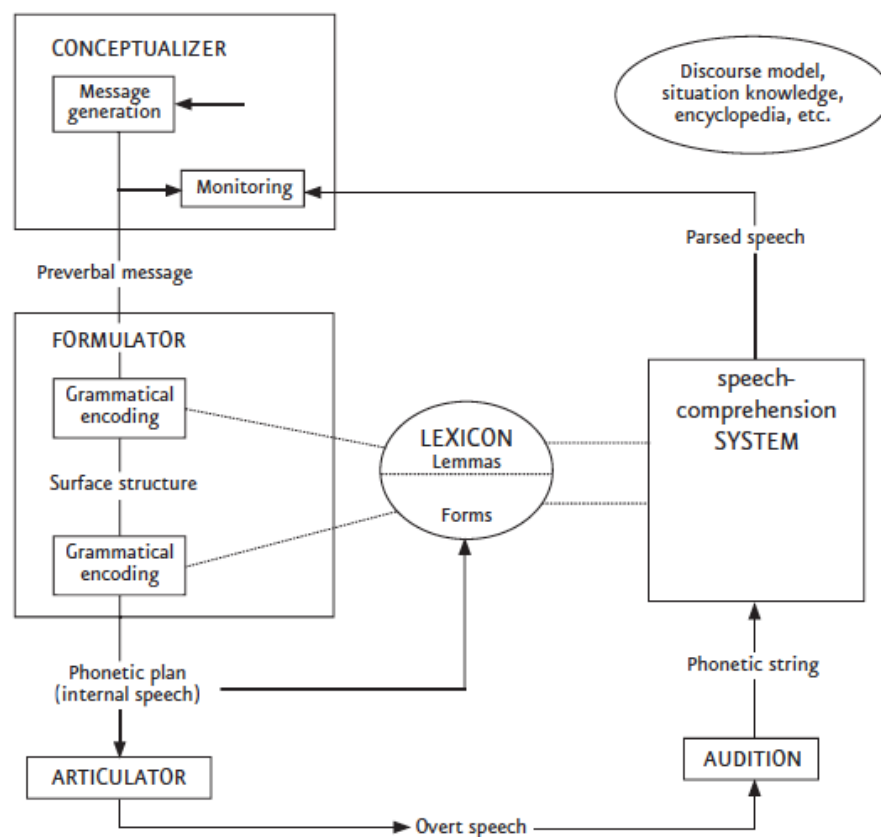 CONCEPTUALIZER
Message
generation
Monitoring
Discourse model,
situation knowledge,
encyclopedia, etc.
Parsed speech
Preverbal message
FORMULATOR
Grammatical
encoding
Surface structure
Grammatical
encoding
LEXICON
Lemmas
Forms
speech-
comprehension
SYSTEM
Phonetic plan
(internal speech)
Phonetic string
ARTICULATOR
AUDITION
Overt speech